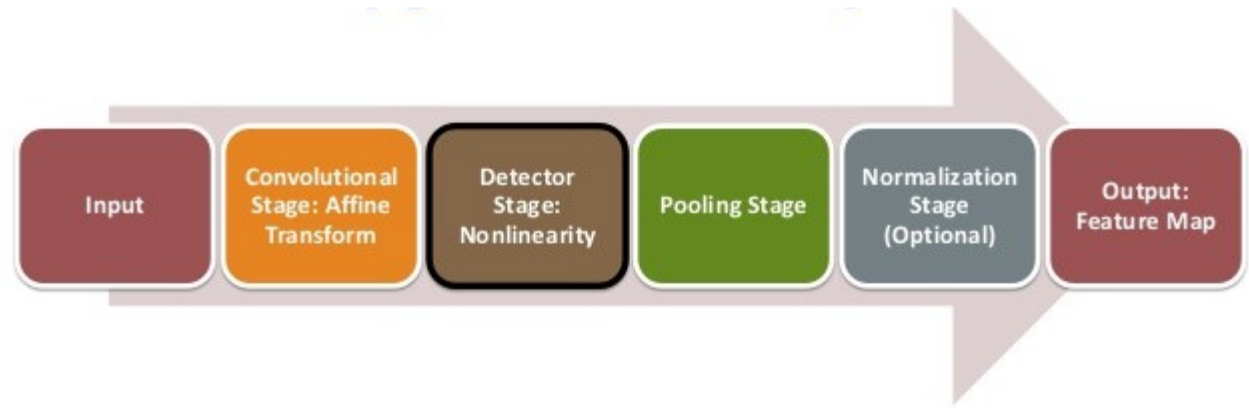 Input
Convolutional
Stage: Affine
Transform
Detector
Stage:
Nonlinearity
Pooling Stage
Normalization
Stage
(Optional)
Output:
Feature Map